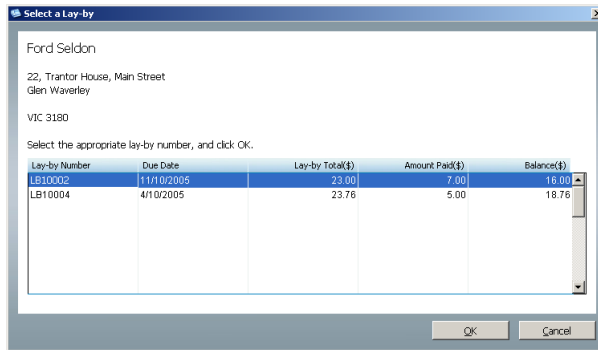 Select a Lay-by
Ford Seldon
22, Trantor House, Main Street
Glen Waverley
VIC 3180
Select the appropriate lay-by number, and click OK.
Lay-by Number Due Date Lay-by Total($) Amount Paid($) Balance($)
LB10002 11/10/2005 23.00 7.00 16.00
LB10004 4/10/2005 23.76 5.00 18.76
OK Cancel